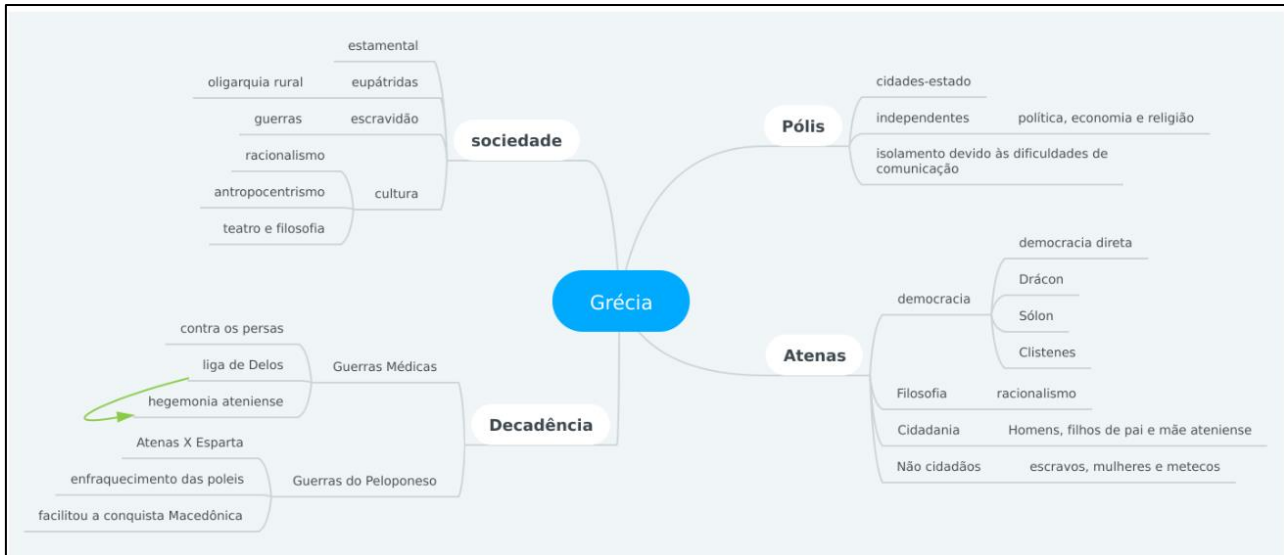 estamental
oligarquia rural
eupátridas
guerras
escravidão
sociedade
racionalismo
antropocentrismo
cultura
teatro e filosofia
contra os persas
liga de Delos
Guerras Médicas
hegemonia ateniense
Decadência
Atenas X Esparta
enfraquecimento das poleis
Guerras do Peloponeso
facilitou a conquista Macedônica
Grécia
Pólis
cidades-estado
independentes
política, economia e religião
isolamento devido às dificuldades de
comunicação
Atenas
democracia
democracia direta
Drácon
Sólon
Clistenes
Filosofia
racionalismo
Cidadania
Homens, filhos de pai e mãe ateniense
Não cidadãos
escravos, mulheres e metecos